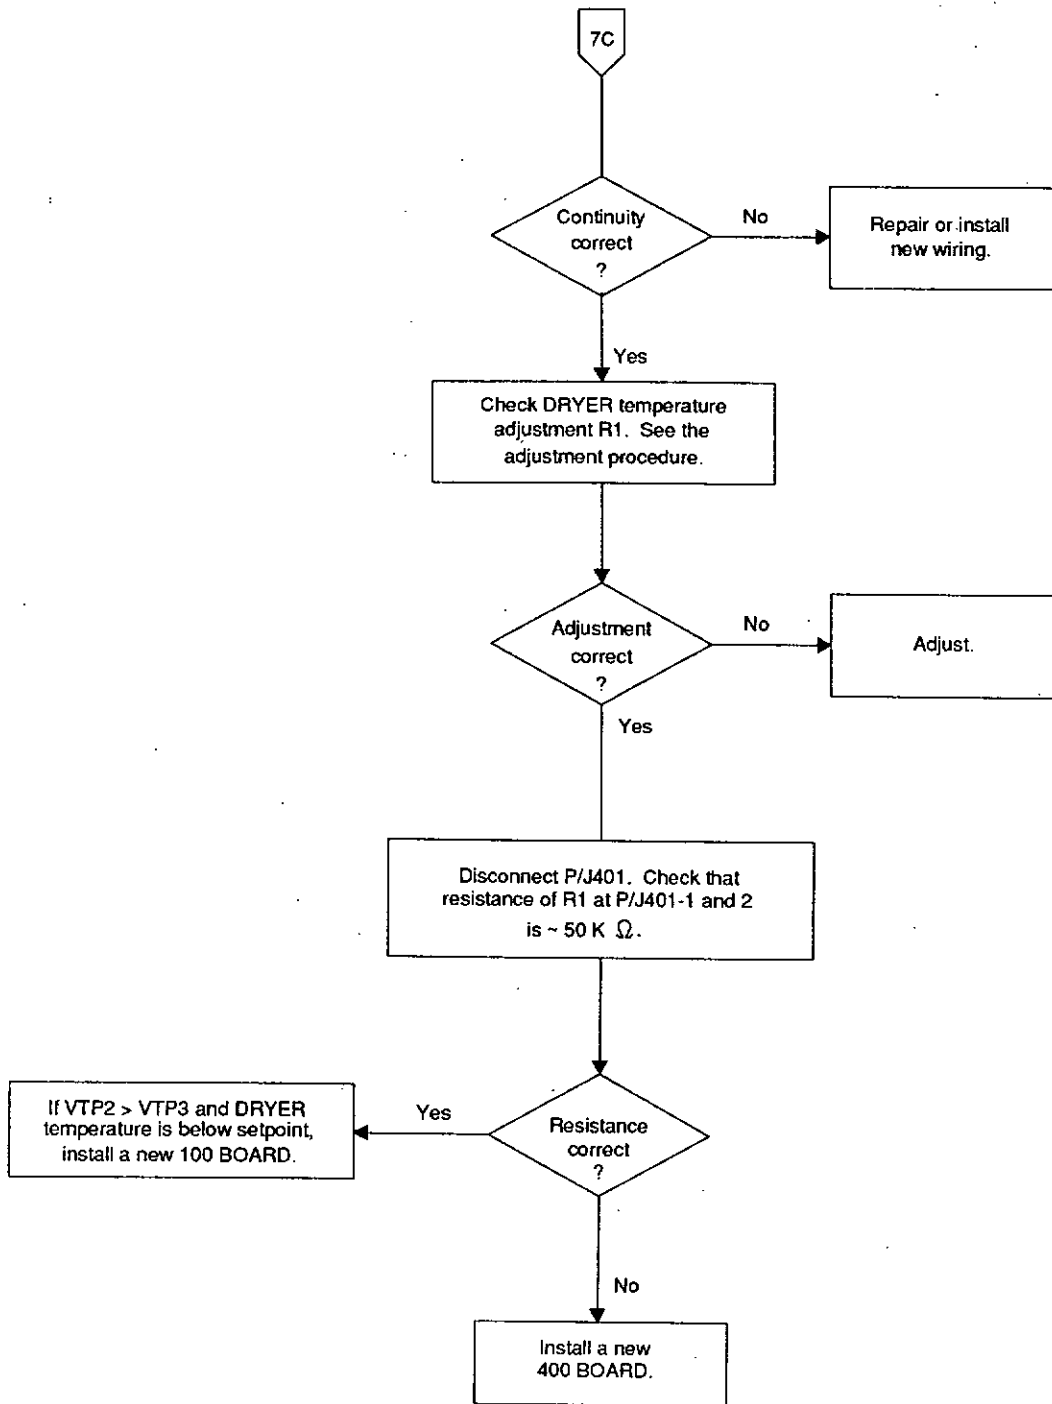 7C
Continuity
correct
?
No
Repair or install
new wiring.
Yes
Check DRYER temperature
adjustment R1. See the
adjustment procedure.
Adjustment
correct
?
No
Adjust.
Yes
Disconnect P/J401. Check that
resistance of R1 at P/J401-1 and 2
is ~ 50 K Ω.
Resistance
correct
?
Yes
If VTP2 > VTP3 and DRYER
temperature is below setpoint,
install a new 100 BOARD.
No
Install a new
400 BOARD.